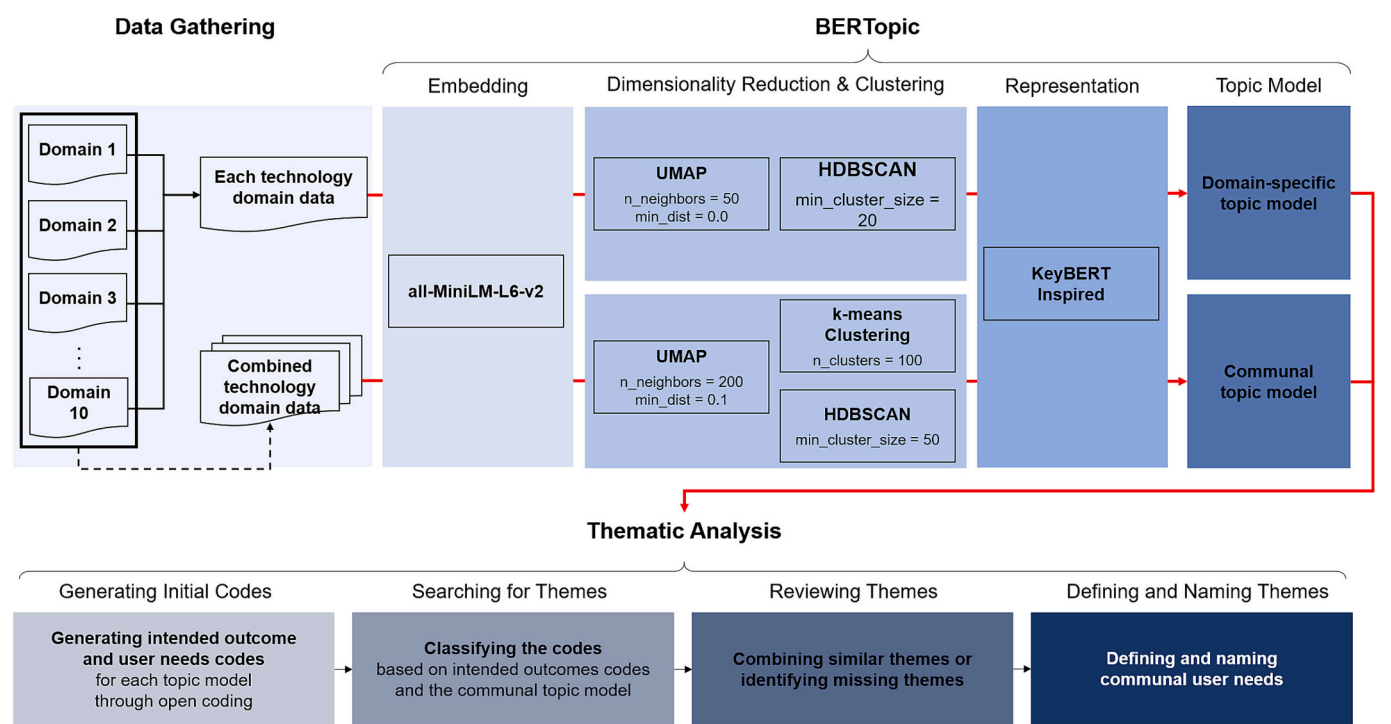 Data Gathering
BERTopic
Embedding
Dimensionality Reduction & Clustering
Representation
Topic Model
Domain 1
Domain 2
Domain 3
⋮
Domain
10
Each technology
domain data
Combined
technology
domain data
all-MiniLM-L6-v2
UMAP
n_neighbors = 50
min_dist = 0.0
HDBSCAN
min_cluster_size =
20
UMAP
n_neighbors = 200
min_dist = 0.1
k-means
Clustering
n_clusters = 100
HDBSCAN
min_cluster_size = 50
KeyBERT
Inspired
Domain-specific
topic model
Communal
topic model
Thematic Analysis
Generating Initial Codes
Searching for Themes
Reviewing Themes
Defining and Naming Themes
Generating intended outcome
and user needs codes
for each topic model
through open coding
Classifying the codes
based on intended outcomes codes
and the communal topic model
Combining similar themes or
identifying missing themes
Defining and naming
communal user needs